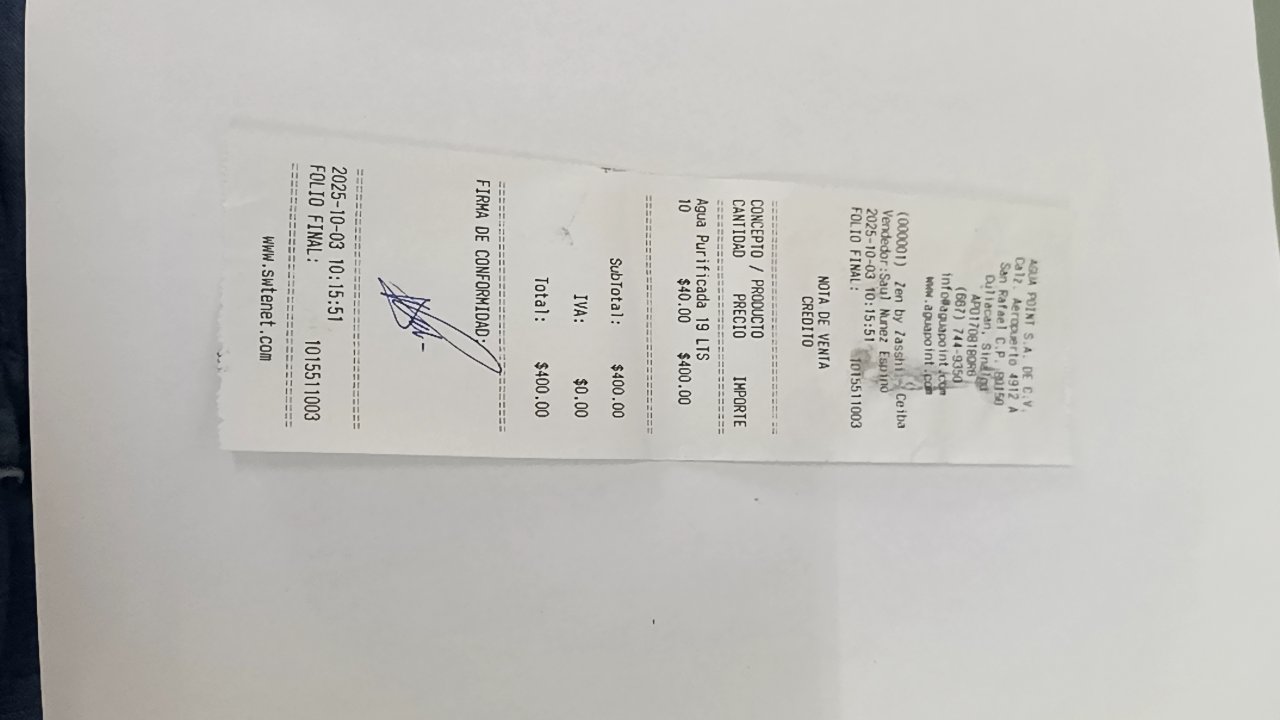 AGUA POINT S.A. DE C.V.
Calz. Aeropuerto 4912 A
San Rafael C.P. 80150
Culiacan, Sinaloa
APO170818QR6
(667) 744-9350
info@aguapoint.com
www.aguapoint.com
(000001) Zen by Zasshi - Ceiba
Vendedor:Saul Nunez Espino
2025-10-03 10:15:51
FOLIO FINAL: 1015511003
NOTA DE VENTA
CREDITO
CONCEPTO / PRODUCTO
CANTIDAD PRECIO IMPORTE
Agua Purificada 19 LTS
10 $40.00 $400.00
SubTotal: $400.00
IVA: $0.00
Total: $400.00
FIRMA DE CONFORMIDAD:
2025-10-03 10:15:51
FOLIO FINAL: 1015511003
www.swtenet.com